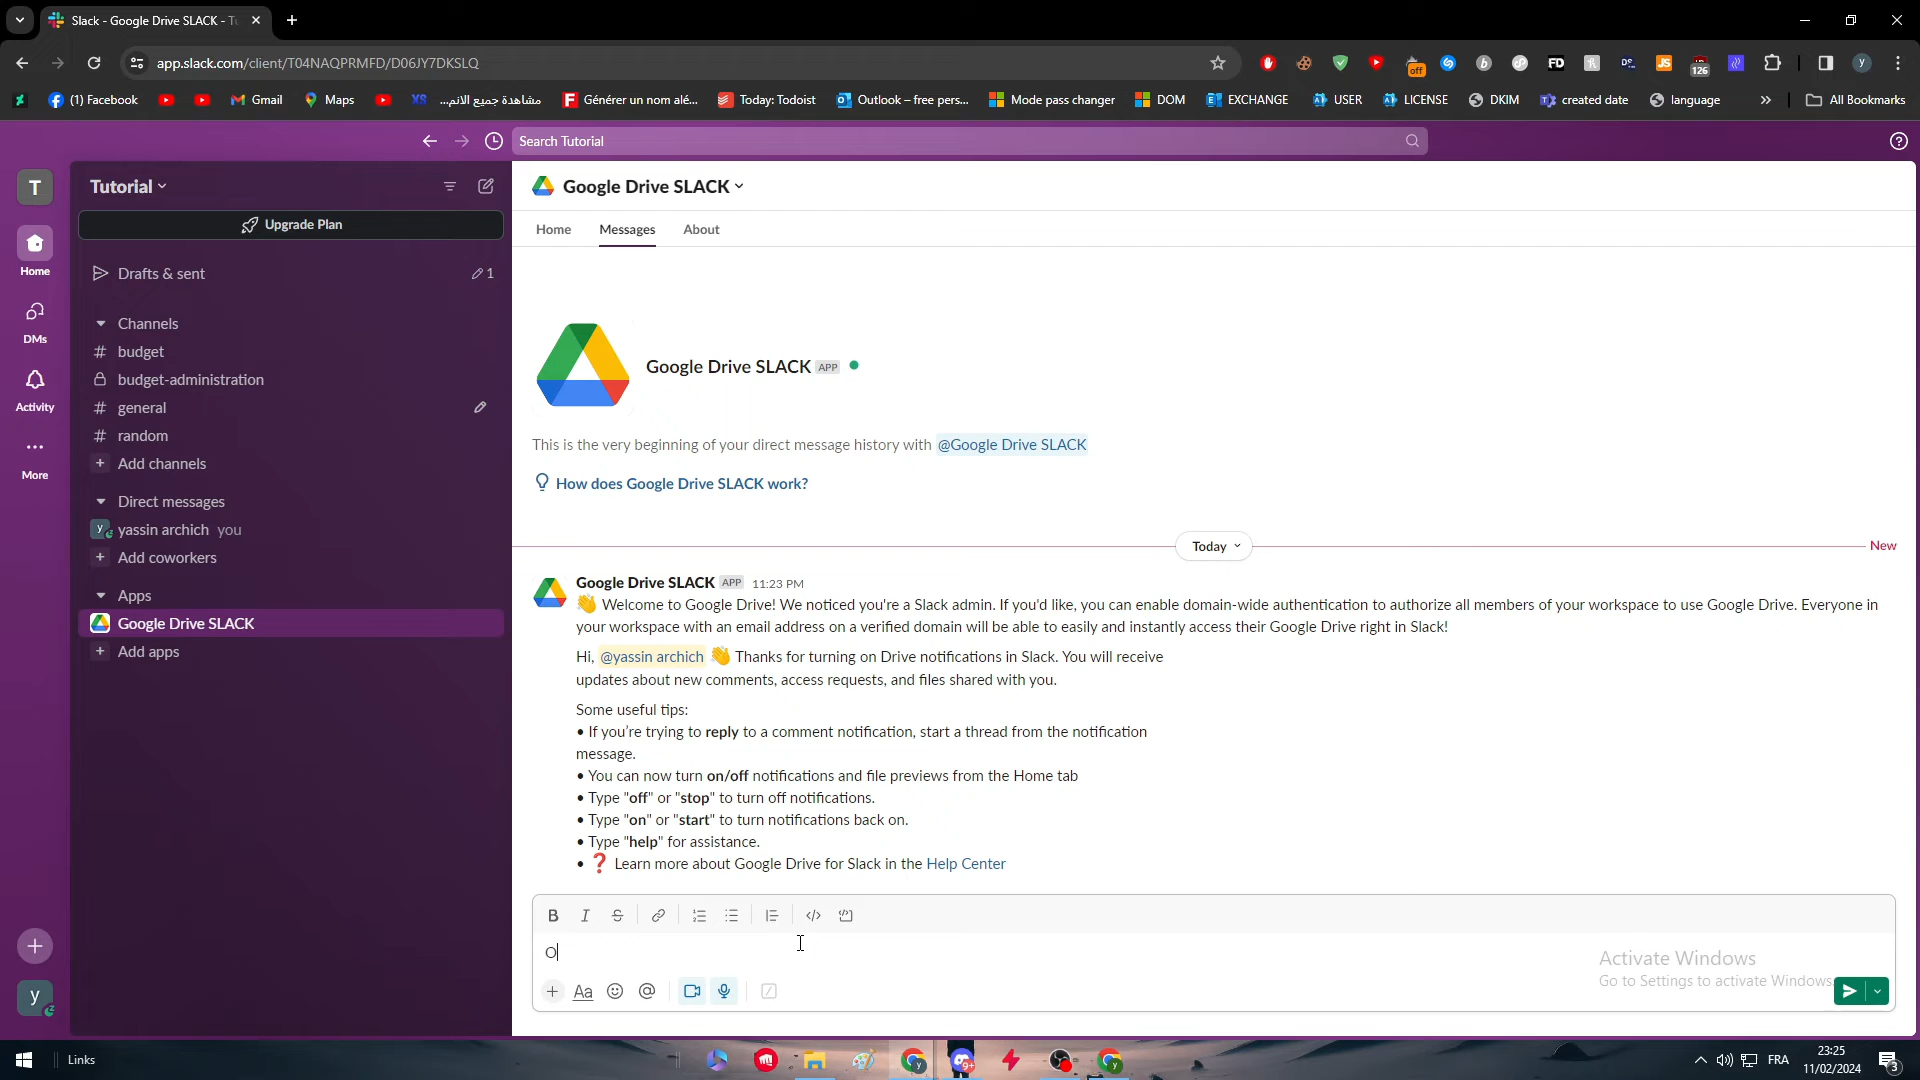 Slack - Google Drive SLACK - Tu
app.slack.com/client/T04NAQPRMFD/D06JY7DKSLQ
off
FD
JS
126
y
(1) Facebook
Gmail
Maps
مشاهدة جميع الانم...
Générer un nom alé...
Today: Todoist
Outlook – free pers...
Mode pass changer
DOM
EXCHANGE
USER
LICENSE
DKIM
created date
language
All Bookmarks
Search Tutorial
T
Home
DMs
Activity
More
y
Tutorial
Upgrade Plan
Drafts & sent
1
Channels
# budget
budget-administration
# general
# random
+ Add channels
Direct messages
yassin archich you
+ Add coworkers
Apps
Google Drive SLACK
+ Add apps
Google Drive SLACK
Home Messages About
Google Drive SLACK APP
This is the very beginning of your direct message history with @Google Drive SLACK
How does Google Drive SLACK work?
Today
New
Google Drive SLACK APP 11:23 PM
👋 Welcome to Google Drive! We noticed you're a Slack admin. If you'd like, you can enable domain-wide authentication to authorize all members of your workspace to use Google Drive. Everyone in
your workspace with an email address on a verified domain will be able to easily and instantly access their Google Drive right in Slack!
Hi, @yassin archich 👋 Thanks for turning on Drive notifications in Slack. You will receive
updates about new comments, access requests, and files shared with you.
Some useful tips:
• If you're trying to reply to a comment notification, start a thread from the notification
message.
• You can now turn on/off notifications and file previews from the Home tab
• Type "off" or "stop" to turn off notifications.
• Type "on" or "start" to turn notifications back on.
• Type "help" for assistance.
• ❓ Learn more about Google Drive for Slack in the Help Center
B I S
O
Aa
Activate Windows
Go to Settings to activate Windows.
Links
9+
FRA
23:25
11/02/2024
3